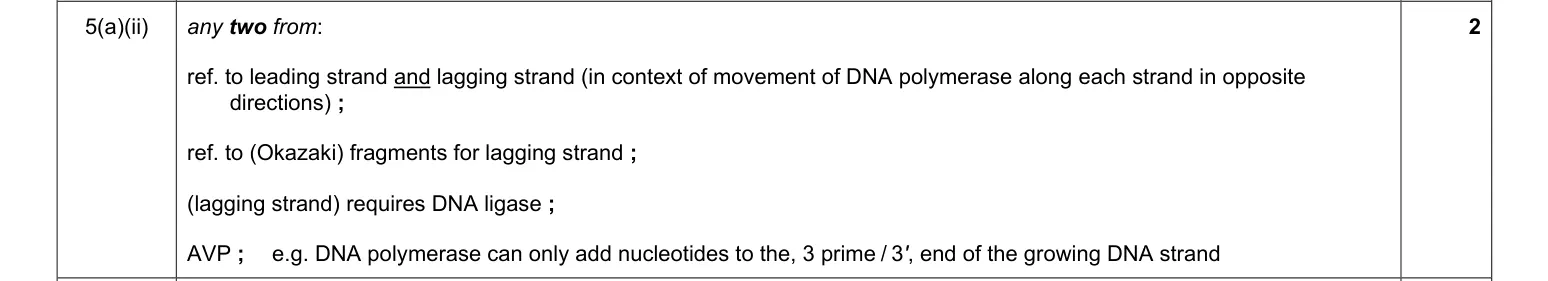 5(a)(ii) any two from: 2
ref. to leading strand and lagging strand (in context of movement of DNA polymerase along each strand in opposite
directions) ;
ref. to (Okazaki) fragments for lagging strand ;
(lagging strand) requires DNA ligase ;
AVP ; e.g. DNA polymerase can only add nucleotides to the, 3 prime / 3′, end of the growing DNA strand